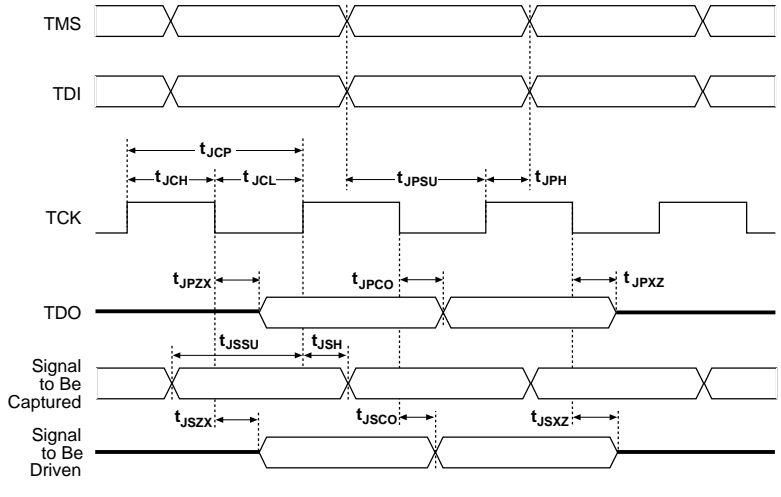 TMS
TDI
tJCP
tJCH
tJCL
tJPSU
tJPH
TCK
tJPZX
tJPCO
tJPXZ
TDO
tJSSU
tJSH
Signal
to Be
Captured
tJSZX
tJSCO
tJSXZ
Signal
to Be
Driven